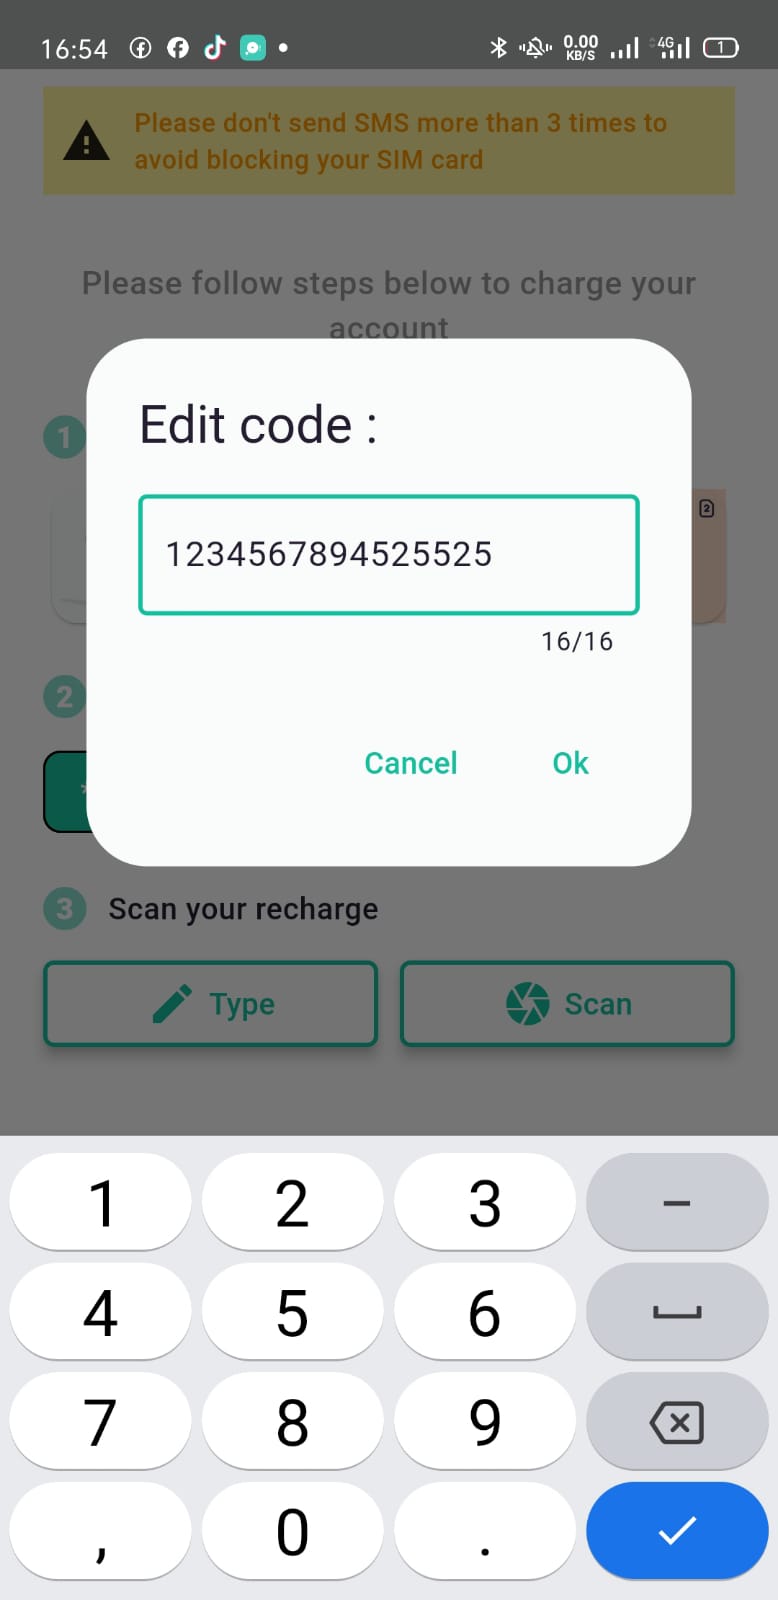 16:54
0.00
KB/S
4G
1
Please don't send SMS more than 3 times to
avoid blocking your SIM card
Please follow steps below to charge your
account
1
Edit code :
2
1234567894525525
16/16
2
Cancel
Ok
*
3
Scan your recharge
Type
Scan
1
2
3
–
4
5
6
7
8
9
,
0
.